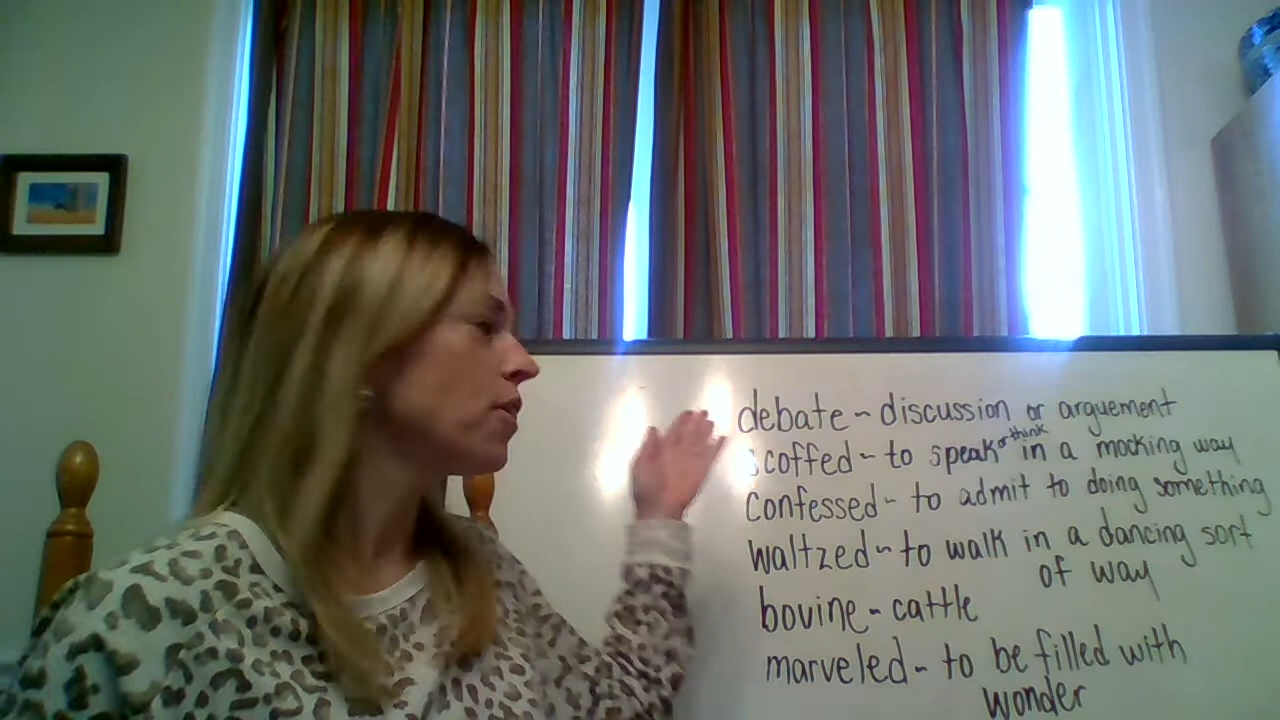 debate - discussion or arguement
scoffed - to speak or think in a mocking way
confessed - to admit to doing something
waltzed - to walk in a dancing sort
of way
bovine - cattle
marveled - to be filled with
wonder